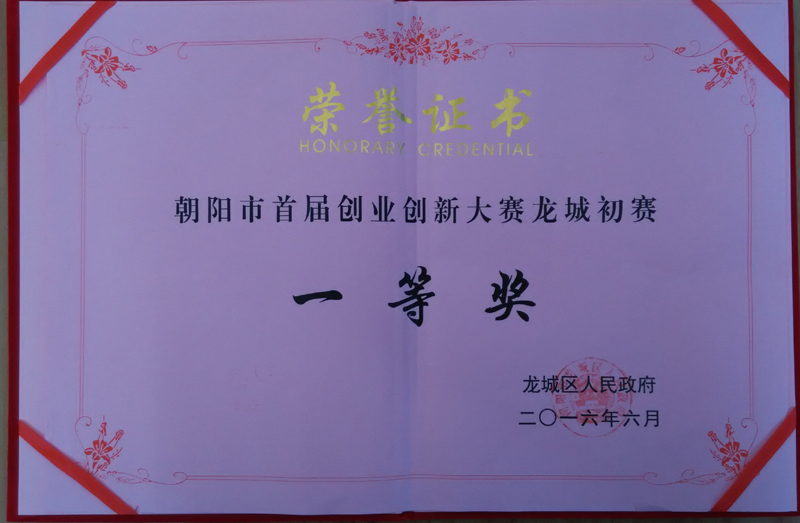 荣誉证书
HONORARY CREDENTIAL
朝阳市首届创业创新大赛龙城初赛
一等奖
龙城区人民政府
二〇一六年六月